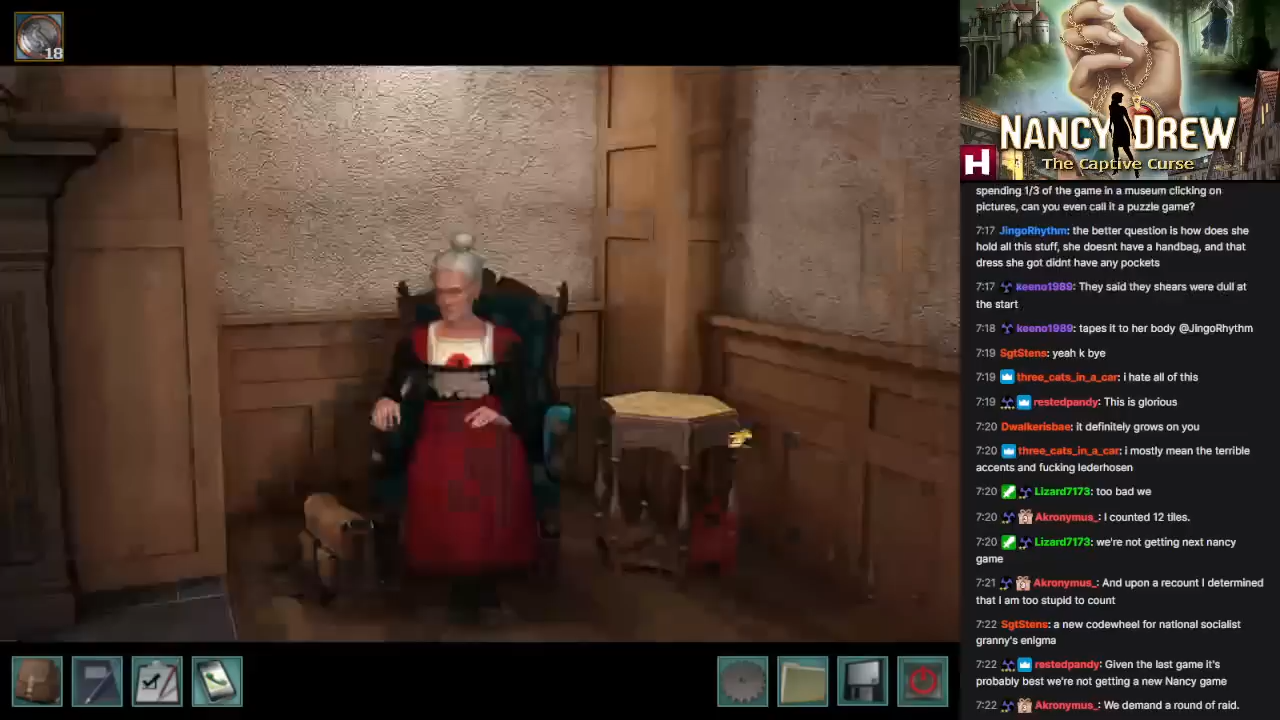 18
NANCY DREW
The Captive Curse
H
spending 1/3 of the game in a museum clicking on
pictures, can you even call it a puzzle game?
7:17 JingoRhythm: the better question is how does she
hold all this stuff, she doesnt have a handbag, and that
dress she got didnt have any pockets
7:17 keeno1989: They said they shears were dull at
the start
7:18 keeno1989: tapes it to her body @JingoRhythm
7:19 SgtStens: yeah k bye
7:19 three_cats_in_a_car: i hate all of this
7:19 restedpandy: This is glorious
7:20 Dwalkerisbae: it definitely grows on you
7:20 three_cats_in_a_car: i mostly mean the terrible
accents and fucking lederhosen
7:20 Lizard7173: too bad we
7:20 Akronymus_: I counted 12 tiles.
7:20 Lizard7173: we're not getting next nancy
game
7:21 Akronymus_: And upon a recount I determined
that I am too stupid to count
7:22 SgtStens: a new codewheel for national socialist
granny's enigma
7:22 restedpandy: Given the last game it's
probably best we're not getting a new Nancy game
7:22 Akronymus_: We demand a round of raid.